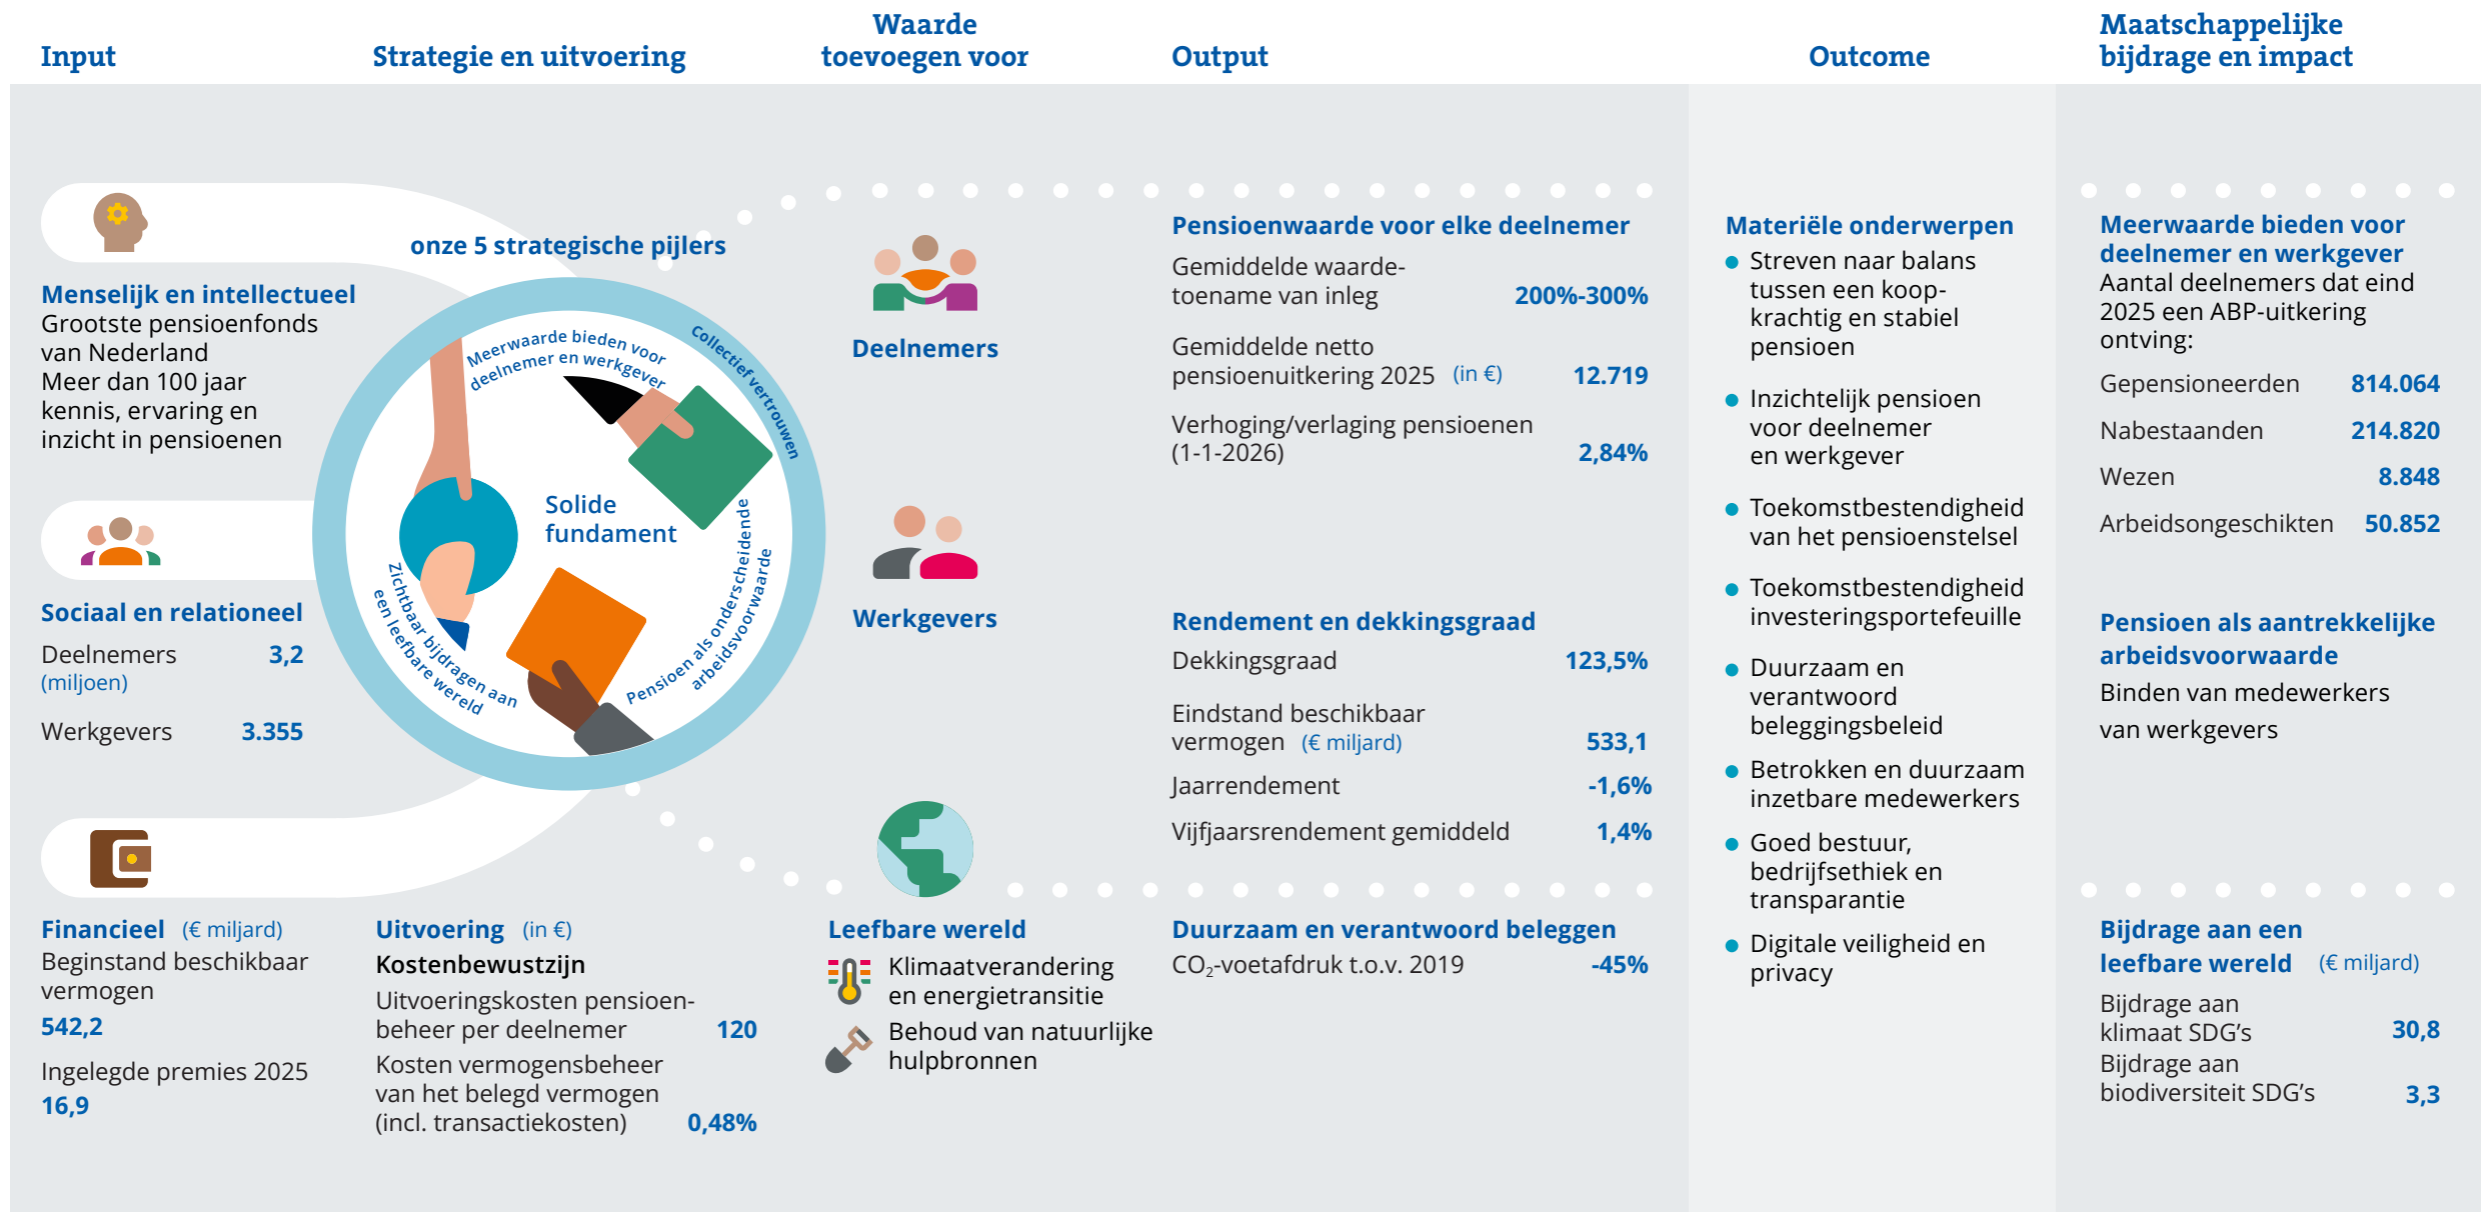 Input
Strategie en uitvoering
Waarde
toevoegen voor
Output
Outcome
Maatschappelijke
bijdrage en impact
Menselijk en intellectueel
Grootste pensioenfonds
van Nederland
Meer dan 100 jaar
kennis, ervaring en
inzicht in pensioenen
Sociaal en relationeel
Deelnemers 3,2
(miljoen)
Werkgevers 3.355
Financieel (€ miljard)
Beginstand beschikbaar
vermogen
542,2
Ingelegde premies 2025
16,9
onze 5 strategische pijlers
Meerwaarde bieden voor
deelnemer en werkgever
Collectief vertrouwen
Solide
fundament
Zichtbaar bijdragen aan
een leefbare wereld
Pensioen als onderscheidende
arbeidsvoorwaarde
Uitvoering (in €)
Kostenbewustzijn
Uitvoeringskosten pensioen-
beheer per deelnemer 120
Kosten vermogensbeheer
van het belegd vermogen
(incl. transactiekosten) 0,48%
Deelnemers
Werkgevers
Leefbare wereld
Klimaatverandering
en energietransitie
Behoud van natuurlijke
hulpbronnen
Pensioenwaarde voor elke deelnemer
Gemiddelde waarde-
toename van inleg 200%-300%
Gemiddelde netto
pensioenuitkering 2025 (in €) 12.719
Verhoging/verlaging pensioenen
(1-1-2026) 2,84%
Rendement en dekkingsgraad
Dekkingsgraad 123,5%
Eindstand beschikbaar
vermogen (€ miljard) 533,1
Jaarrendement -1,6%
Vijfjaarsrendement gemiddeld 1,4%
Duurzaam en verantwoord beleggen
CO₂-voetafdruk t.o.v. 2019 -45%
Materiële onderwerpen
Streven naar balans
tussen een koop-
krachtig en stabiel
pensioen
Inzichtelijk pensioen
voor deelnemer
en werkgever
Toekomstbestendigheid
van het pensioenstelsel
Toekomstbestendigheid
investeringsportefeuille
Duurzaam en
verantwoord
beleggingsbeleid
Betrokken en duurzaam
inzetbare medewerkers
Goed bestuur,
bedrijfsethiek en
transparantie
Digitale veiligheid en
privacy
Meerwaarde bieden voor
deelnemer en werkgever
Aantal deelnemers dat eind
2025 een ABP-uitkering
ontving:
Gepensioneerden 814.064
Nabestaanden 214.820
Wezen 8.848
Arbeidsongeschikten 50.852
Pensioen als aantrekkelijke
arbeidsvoorwaarde
Binden van medewerkers
van werkgevers
Bijdrage aan een
leefbare wereld (€ miljard)
Bijdrage aan
klimaat SDG’s 30,8
Bijdrage aan
biodiversiteit SDG’s 3,3